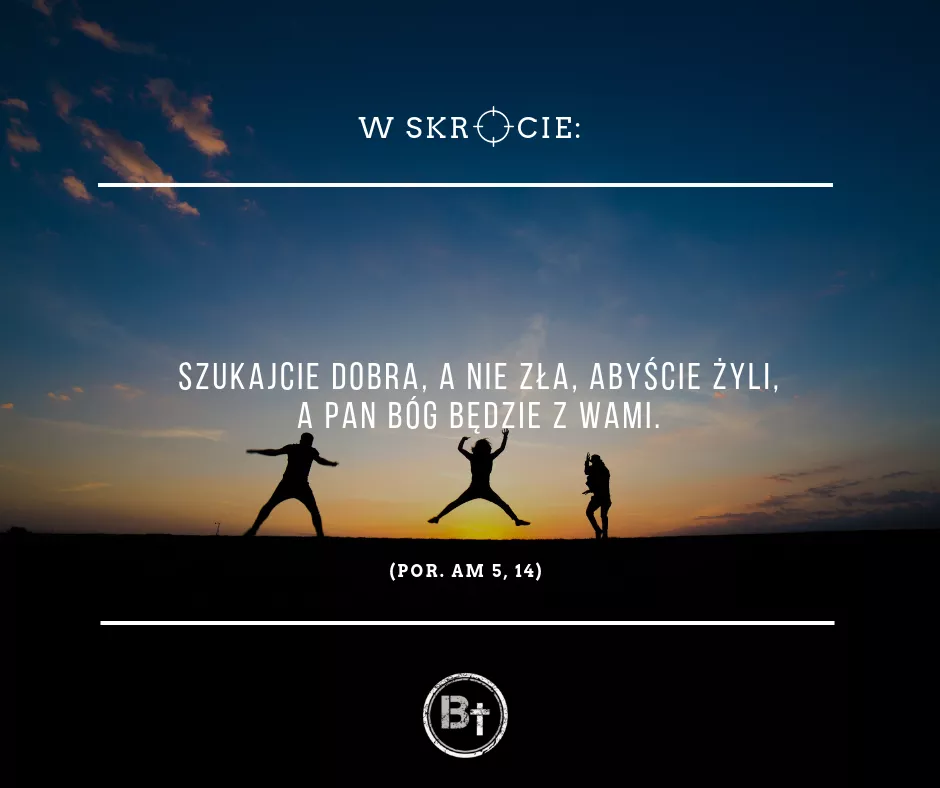 W SKRÓCIE:
SZUKAJCIE DOBRA, A NIE ZŁA, ABYŚCIE ŻYLI,
A PAN BÓG BĘDZIE Z WAMI.
(POR. AM 5, 14)
B†